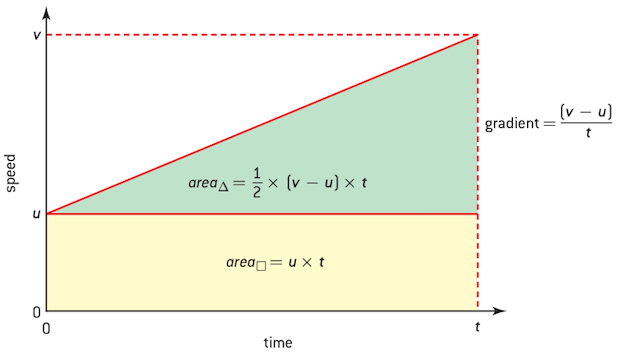 v
gradient = (v − u) / t
speed
area△ = 1/2 × (v − u) × t
u
area□ = u × t
0
0
t
time